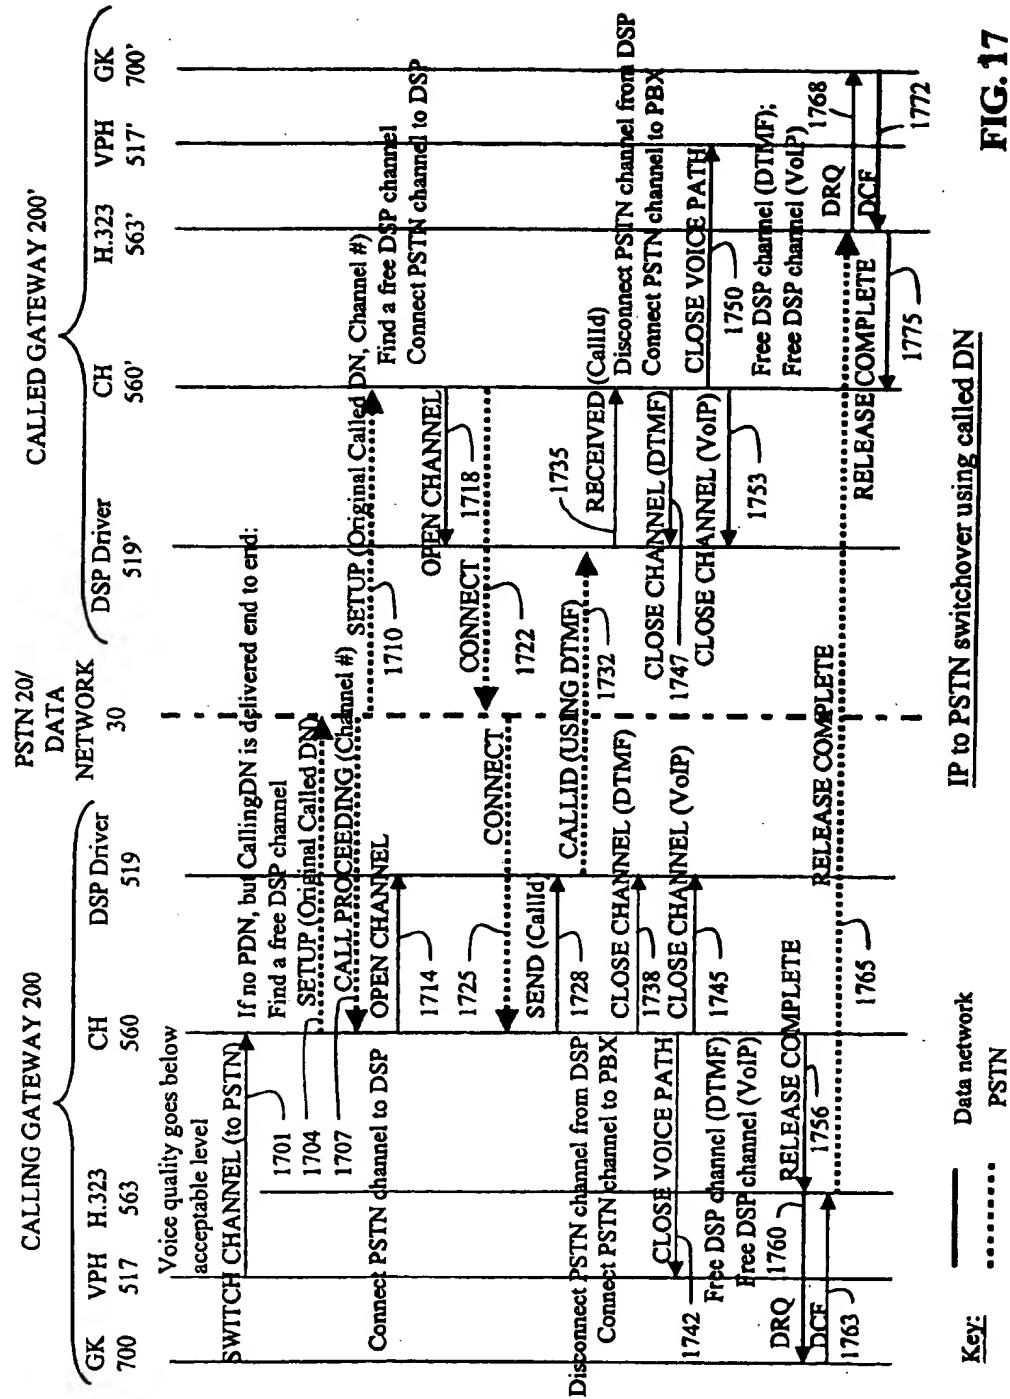 CALLING GATEWAY 200
PSTN 20/
DATA
NETWORK
CALLED GATEWAY 200'
GK VPH H.323 CH DSP Driver
DSP Driver CH H.323 VPH GK
700 517 563 560 519 30 519' 560' 563' 517' 700'
Voice quality goes below
acceptable level
SWITCH CHANNEL (to PSTN)
1701
If no PDN, but CallingDN is delivered end to end:
Find a free DSP channel
SETUP (Original Called DN)
1704
CALL PROCEEDING (Channel #)
1707
SETUP (Original Called DN, Channel #)
1710
Find a free DSP channel
Connect PSTN channel to DSP
Connect PSTN channel to DSP
OPEN CHANNEL
1714
OPEN CHANNEL
1718
CONNECT
1722
CONNECT
1725
SEND (CallId)
1728
CALLID (USING DTMF)
1732
1735
RECEIVED (CallId)
Disconnect PSTN channel from DSP
Connect PSTN channel to PBX
Disconnect PSTN channel from DSP
Connect PSTN channel to PBX
CLOSE CHANNEL (DTMF)
1738
CLOSE VOICE PATH
1742
CLOSE CHANNEL (VoIP)
1745
CLOSE CHANNEL (DTMF)
1747
CLOSE VOICE PATH
1750
CLOSE CHANNEL (VoIP)
1753
Free DSP channel (DTMF)
Free DSP channel (VoIP)
Free DSP channel (DTMF);
Free DSP channel (VoIP)
RELEASE COMPLETE
1756
DRQ
1760
DCF
1763
RELEASE COMPLETE
1765
RELEASE COMPLETE
DRQ
1768
DCF
1772
1775
Key:
Data network
PSTN
IP to PSTN switchover using called DN
FIG. 17